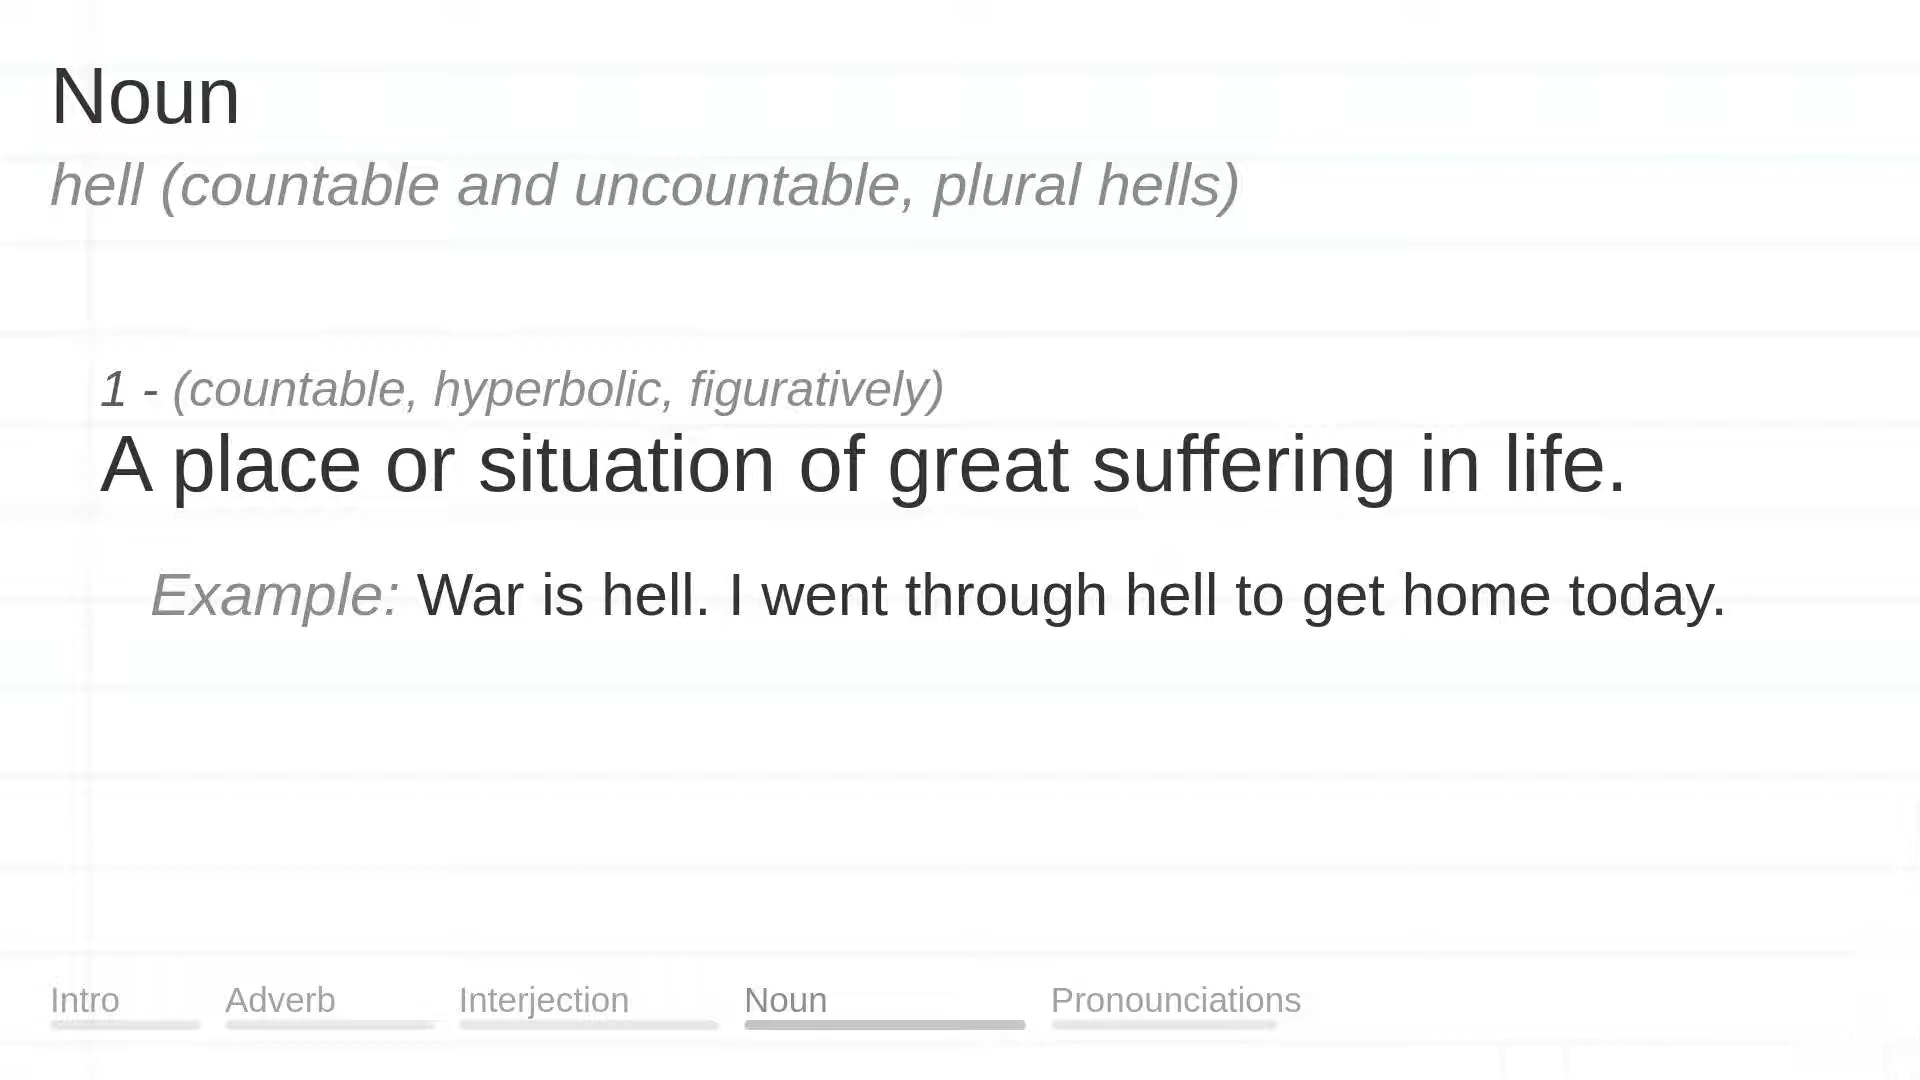 Noun
hell (countable and uncountable, plural hells)
1 - (countable, hyperbolic, figuratively)
A place or situation of great suffering in life.
Example: War is hell. I went through hell to get home today.
Intro Adverb Interjection Noun Pronounciations